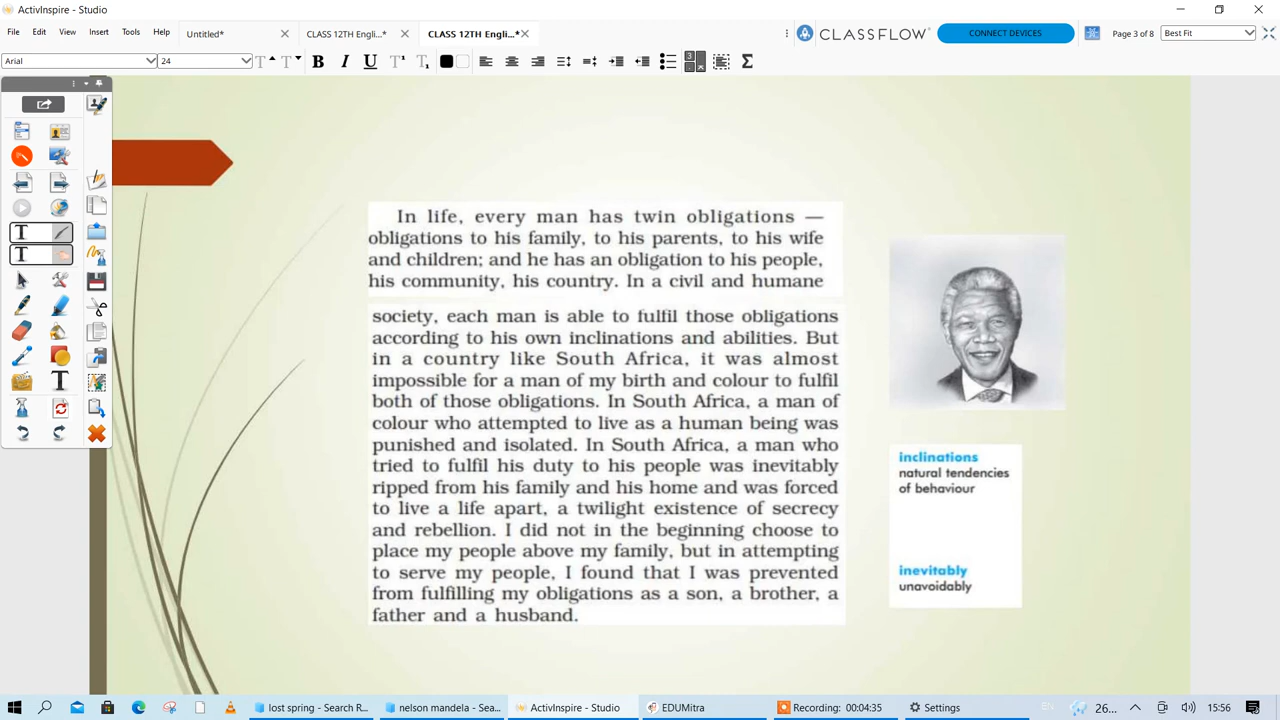 ActivInspire - Studio
File Edit View Insert Tools Help
Untitled*
CLASS 12TH Engli...*
CLASS 12TH Engli...*
CLASSFLOW
CONNECT DEVICES
Page 3 of 8
Best Fit
Arial
24
In life, every man has twin obligations —
obligations to his family, to his parents, to his wife
and children; and he has an obligation to his people,
his community, his country. In a civil and humane
society, each man is able to fulfil those obligations
according to his own inclinations and abilities. But
in a country like South Africa, it was almost
impossible for a man of my birth and colour to fulfil
both of those obligations. In South Africa, a man of
colour who attempted to live as a human being was
punished and isolated. In South Africa, a man who
tried to fulfil his duty to his people was inevitably
ripped from his family and his home and was forced
to live a life apart, a twilight existence of secrecy
and rebellion. I did not in the beginning choose to
place my people above my family, but in attempting
to serve my people, I found that I was prevented
from fulfilling my obligations as a son, a brother, a
father and a husband.
inclinations
natural tendencies
of behaviour
inevitably
unavoidably
lost spring - Search R...
nelson mandela - Sea...
ActivInspire - Studio
EDUMitra
Recording: 00:04:35
Settings
EN
26...
15:56